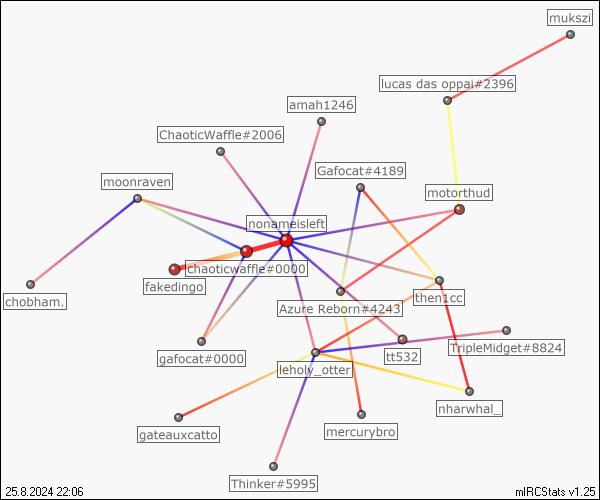 mukszi
lucas das oppai#2396
amah1246
ChaoticWaffle#2006
Gafocat#4189
moonraven
motorthud
nonameisleft
chaoticwaffle#0000
fakedingo
chobham.
then1cc
Azure Reborn#4243
gafocat#0000
tt532
TripleMidget#8824
leholy_otter
nharwhal_
gateauxcatto
mercurybro
Thinker#5995
25.8.2024 22:06
mIRCStats v1.25